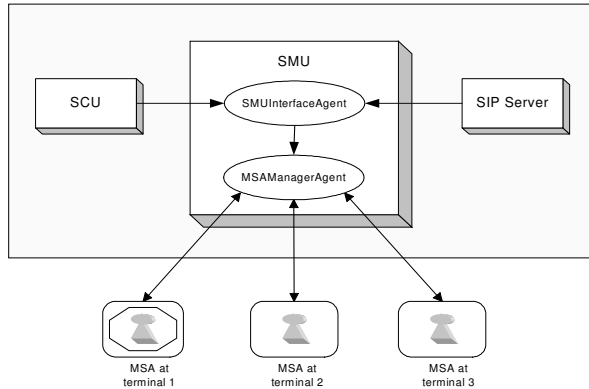 SMU
SCU
SMUInterfaceAgent
SIP Server
MSAManagerAgent
MSA at
terminal 1
MSA at
terminal 2
MSA at
terminal 3